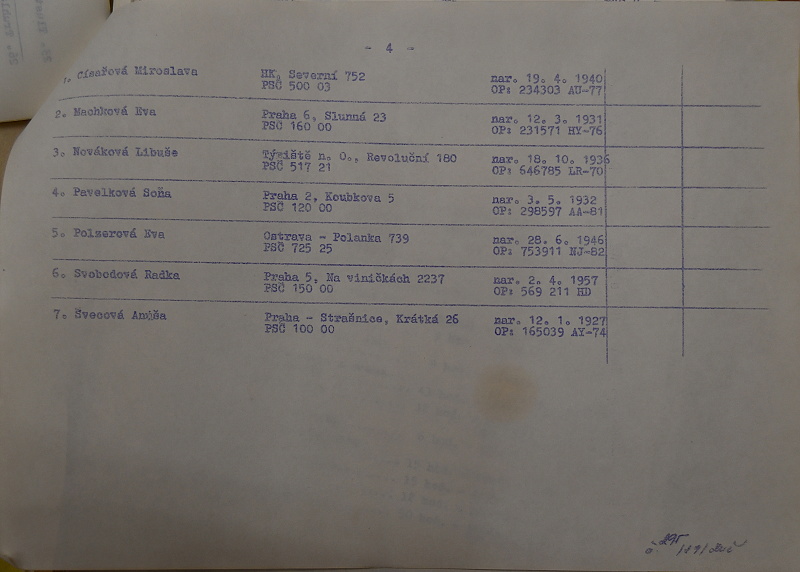 - 4 -
1. Císařová Miroslava HK, Severní 752 nar. 19. 4. 1940
PSČ 500 03 OP: 234303 AU-77
2. Machková Eva Praha 6, Slunná 23 nar. 12. 3. 1931
PSČ 160 00 OP: 231571 HY-76
3. Nováková Libuše Týniště n. O., Revoluční 180 nar. 18. 10. 1936
PSČ 517 21 OP: 646785 LR-70
4. Pavelková Soňa Praha 2, Koubkova 5 nar. 3. 5. 1932
PSČ 120 00 OP: 298597 AA-81
5. Polzerová Eva Ostrava - Polanka 739 nar. 28. 6. 1946
PSČ 725 25 OP: 753911 NJ-82
6. Svobodová Radka Praha 5, Na viničkách 2237 nar. 2. 4. 1957
PSČ 150 00 OP: 569 211 HD
7. Švecová Amüša Praha - Strašnice, Krátká 26 nar. 12. 1. 1927
PSČ 100 00 OP: 165039 AY-74